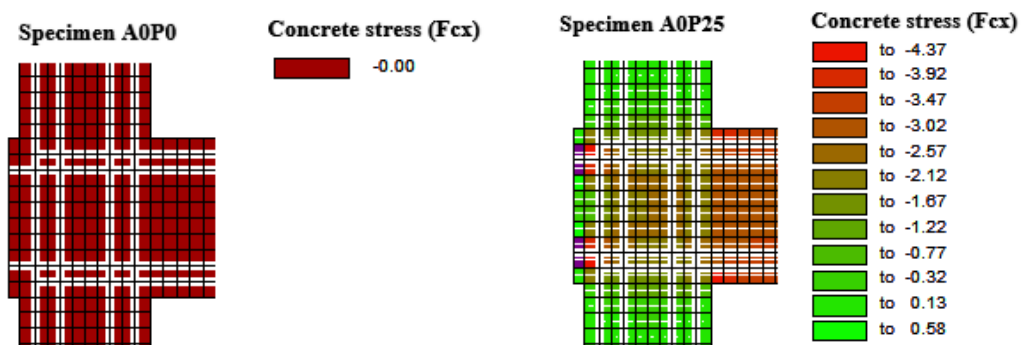 Specimen A0P0
Concrete stress (Fcx)
-0.00
Specimen A0P25
Concrete stress (Fcx)
to -4.37
to -3.92
to -3.47
to -3.02
to -2.57
to -2.12
to -1.67
to -1.22
to -0.77
to -0.32
to 0.13
to 0.58